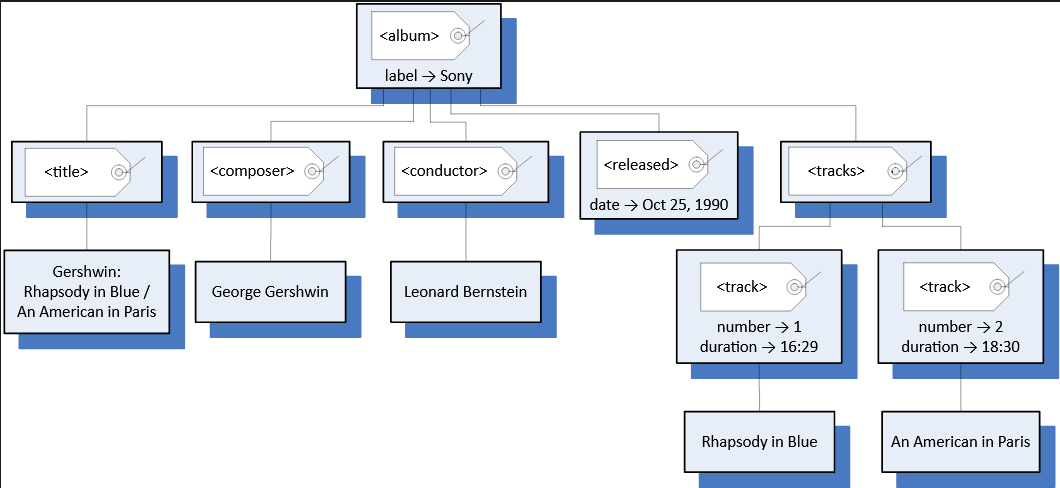 <album>
label → Sony
<title>
<composer>
<conductor>
<released>
date → Oct 25, 1990
<tracks>
Gershwin:
Rhapsody in Blue /
An American in Paris
George Gershwin
Leonard Bernstein
<track>
number → 1
duration → 16:29
<track>
number → 2
duration → 18:30
Rhapsody in Blue
An American in Paris